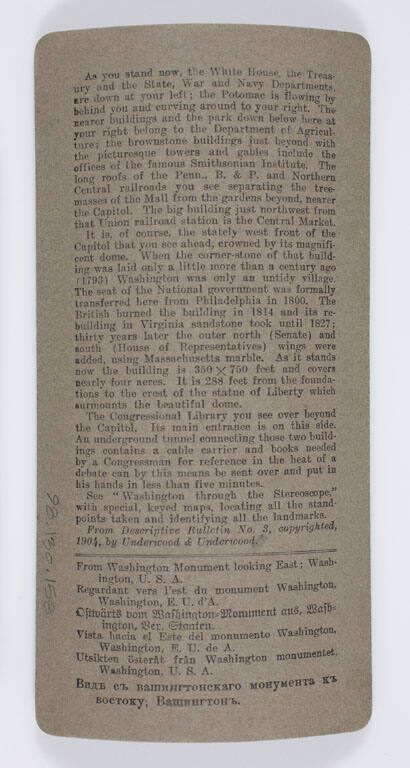 As you stand now, the White House, the Treas-
ury and the State, War and Navy Departments,
are down at your left; the Potomac is flowing by
behind you and curving around to your right. The
nearer buildings and the park down below here at
your right belong to the Department of Agricul-
ture; the brownstone buildings just beyond with
the picturesque towers and gables include the
offices of the famous Smithsonian Institute. The
long roofs of the Penn., B. & P. and Northern
Central railroads you see separating the tree-
masses of the Mall from the gardens beyond, nearer
the Capitol. The big building just northwest from
that Union railroad station is the Central Market.
It is, of course, the stately west front of the
Capitol that you see ahead, crowned by its magnifi-
cent dome. When the corner-stone of that build-
ing was laid only a little more than a century ago
(1793) Washington was only an untidy village.
The seat of the National government was formally
transferred here from Philadelphia in 1800. The
British burned the building in 1814 and its re-
building in Virginia sandstone took until 1827;
thirty years later the outer north (Senate) and
south (House of Representatives) wings were
added, using Massachusetts marble. As it stands
now the building is 350 × 750 feet and covers
nearly four acres. It is 288 feet from the founda-
tions to the crest of the statue of Liberty which
surmounts the beautiful dome.
The Congressional Library you see over beyond
the Capitol. Its main entrance is on this side.
An underground tunnel connecting those two build-
ings contains a cable carrier and books needed
by a Congressman for reference in the heat of a
debate can by this means be sent over and put in
his hands in less than five minutes.
See "Washington through the Stereoscope,"
with special, keyed maps, locating all the stand-
points taken and identifying all the landmarks.
From Descriptive Bulletin No. 3, copyrighted,
1904, by Underwood & Underwood.
From Washington Monument looking East; Wash-
ington, U. S. A.
Regardant vers l'est du monument Washington,
Washington, E. U. d'A.
Ostwärts vom Washington-Monument aus, Wash-
ington, Ver. Staaten.
Vista hacia el Este del monumento Washington,
Washington, E. U. de A.
Utsikten österåt från Washington monumentet,
Washington, U. S. A.
Видъ съ вашингтонскаго монумента къ
востоку, Вашингтонъ.
98.180.158